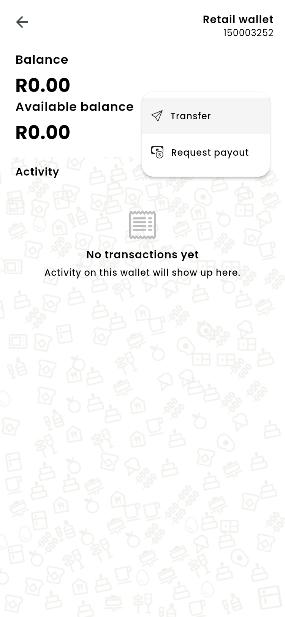 Retail wallet
150003252
Balance
R0.00
Available balance
R0.00
Transfer
Request payout
Activity
No transactions yet
Activity on this wallet will show up here.